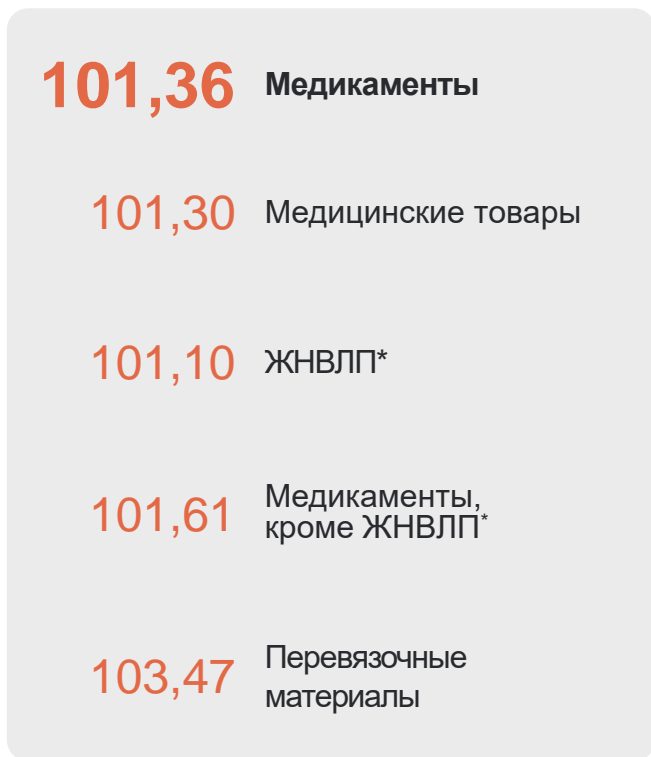 101,36 Медикаменты
101,30 Медицинские товары
101,10 ЖНВЛП*
101,61 Медикаменты,
кроме ЖНВЛП*
103,47 Перевязочные
материалы